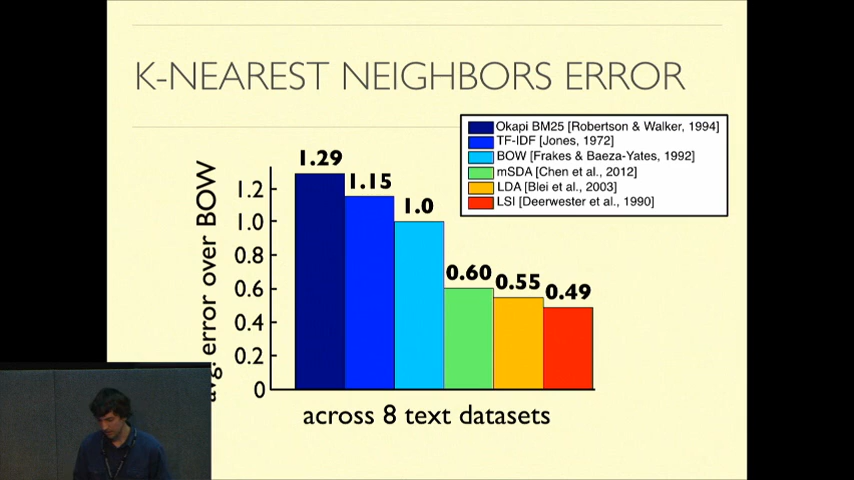 K-NEAREST NEIGHBORS ERROR
Okapi BM25 [Robertson & Walker, 1994]
TF-IDF [Jones, 1972]
BOW [Frakes & Baeza-Yates, 1992]
mSDA [Chen et al., 2012]
LDA [Blei et al., 2003]
LSI [Deerwester et al., 1990]
avg. error over BOW
1.2
1.0
0.8
0.6
0.4
0.2
0
1.29
1.15
1.0
0.60
0.55
0.49
across 8 text datasets